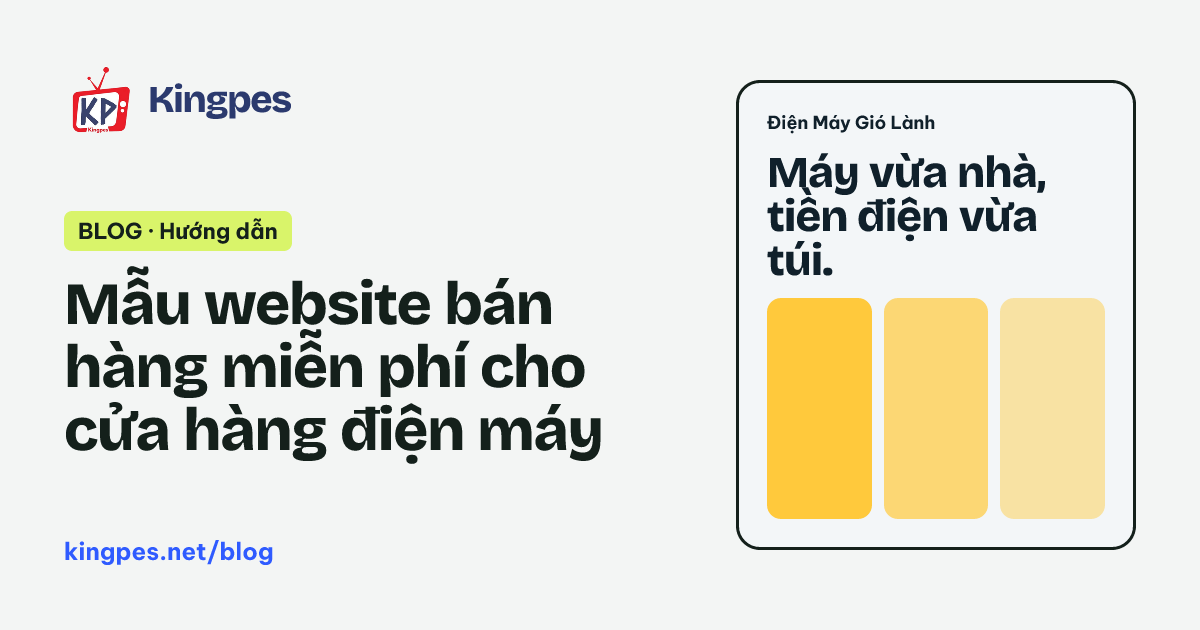 KP
Kingpes
Kingpes
BLOG · Hướng dẫn
Mẫu website bán
hàng miễn phí cho
cửa hàng điện máy
kingpes.net/blog
Điện Máy Gió Lành
Máy vừa nhà,
tiền điện vừa
túi.